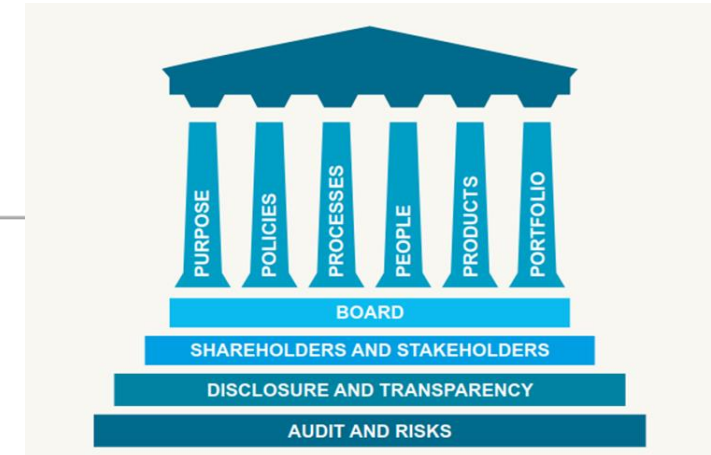 PURPOSE
POLICIES
PROCESSES
PEOPLE
PRODUCTS
PORTFOLIO
BOARD
SHAREHOLDERS AND STAKEHOLDERS
DISCLOSURE AND TRANSPARENCY
AUDIT AND RISKS